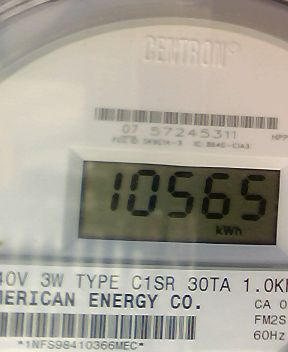 CENTRON®
07 57245311
10565
kWh
40V 3W TYPE C1SR 30TA 1.0K
MERICAN ENERGY CO.
CA 0
FM2S
60Hz
*1NFS98410366MEC*